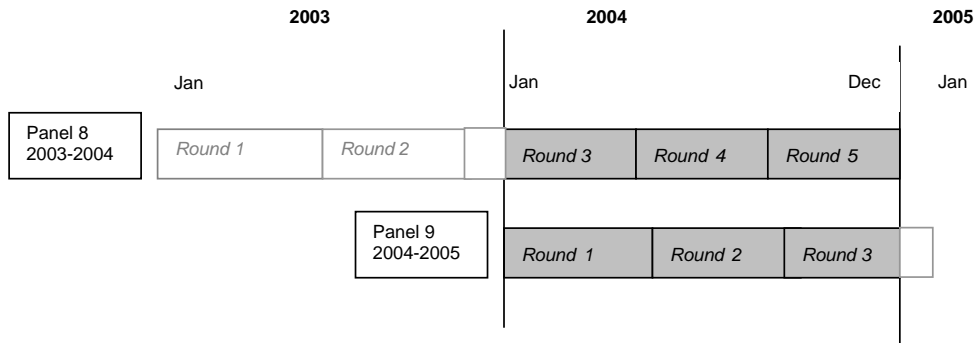 2003 2004 2005
Jan Jan Dec Jan
Panel 8
2003-2004
Round 1 Round 2 Round 3 Round 4 Round 5
Panel 9
2004-2005
Round 1 Round 2 Round 3